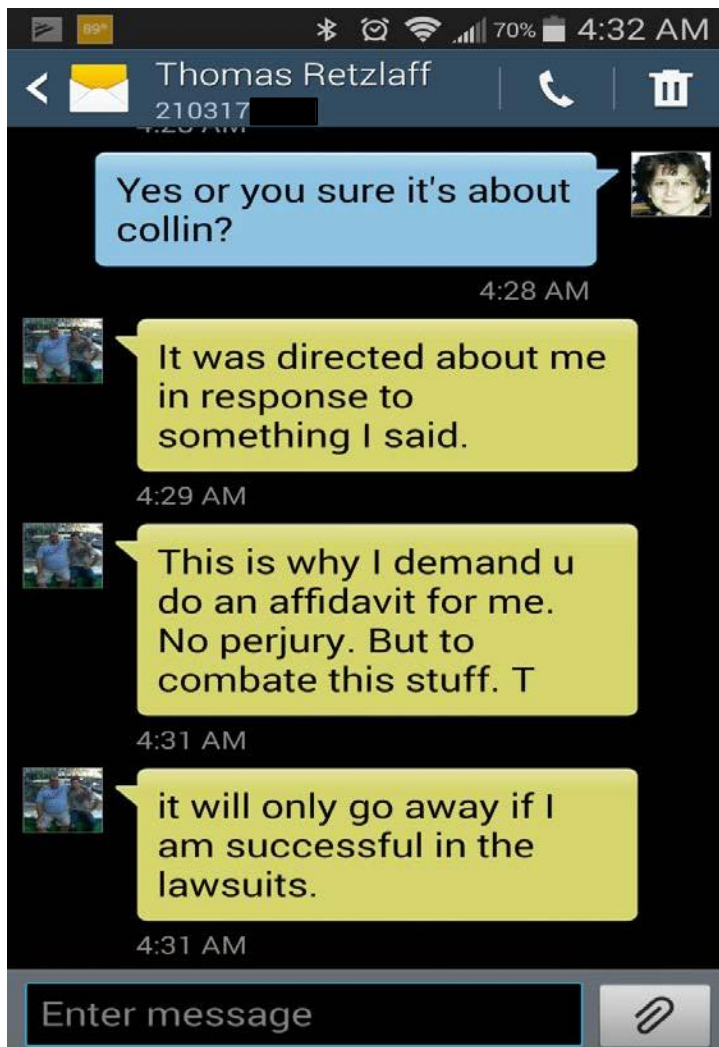 89°
70%
4:32 AM
Thomas Retzlaff
210317
Yes or you sure it's about
collin?
4:28 AM
It was directed about me
in response to
something I said.
4:29 AM
This is why I demand u
do an affidavit for me.
No perjury. But to
combate this stuff. T
4:31 AM
it will only go away if I
am successful in the
lawsuits.
4:31 AM
Enter message